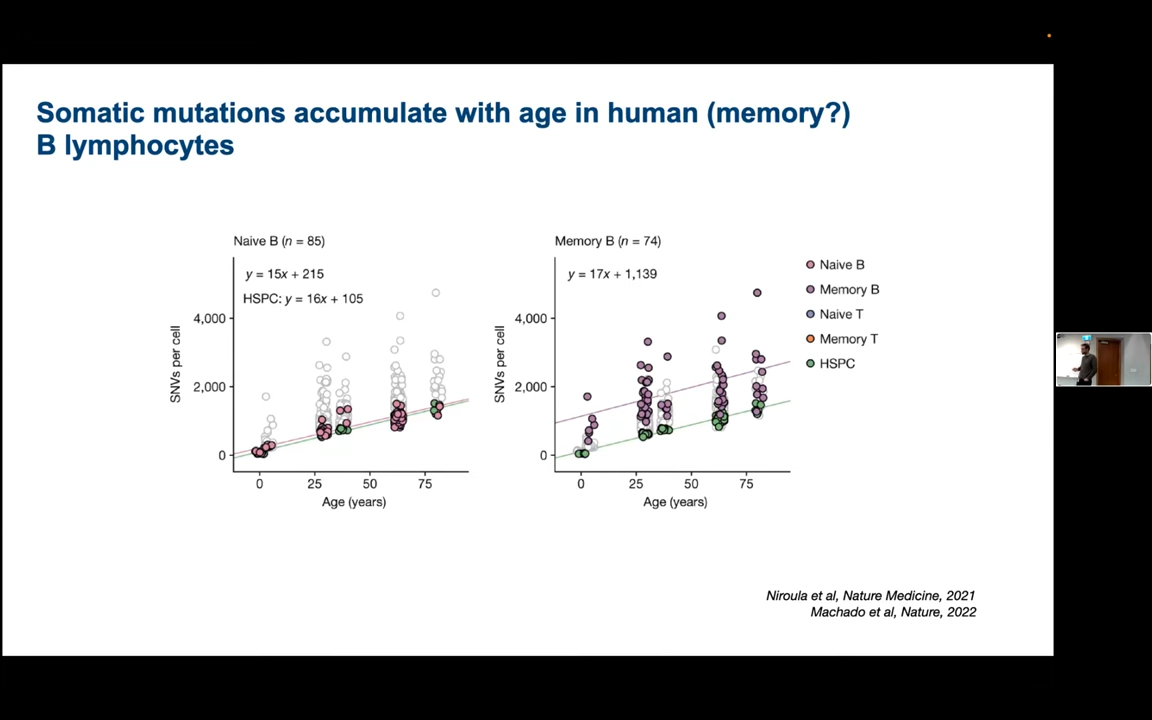 Somatic mutations accumulate with age in human (memory?)
B lymphocytes
Naive B (n = 85)
y = 15x + 215
HSPC: y = 16x + 105
SNVs per cell
4,000
2,000
0
0
25
50
75
Age (years)
Memory B (n = 74)
y = 17x + 1,139
SNVs per cell
4,000
2,000
0
0
25
50
75
Age (years)
Naive B
Memory B
Naive T
Memory T
HSPC
Niroula et al, Nature Medicine, 2021
Machado et al, Nature, 2022